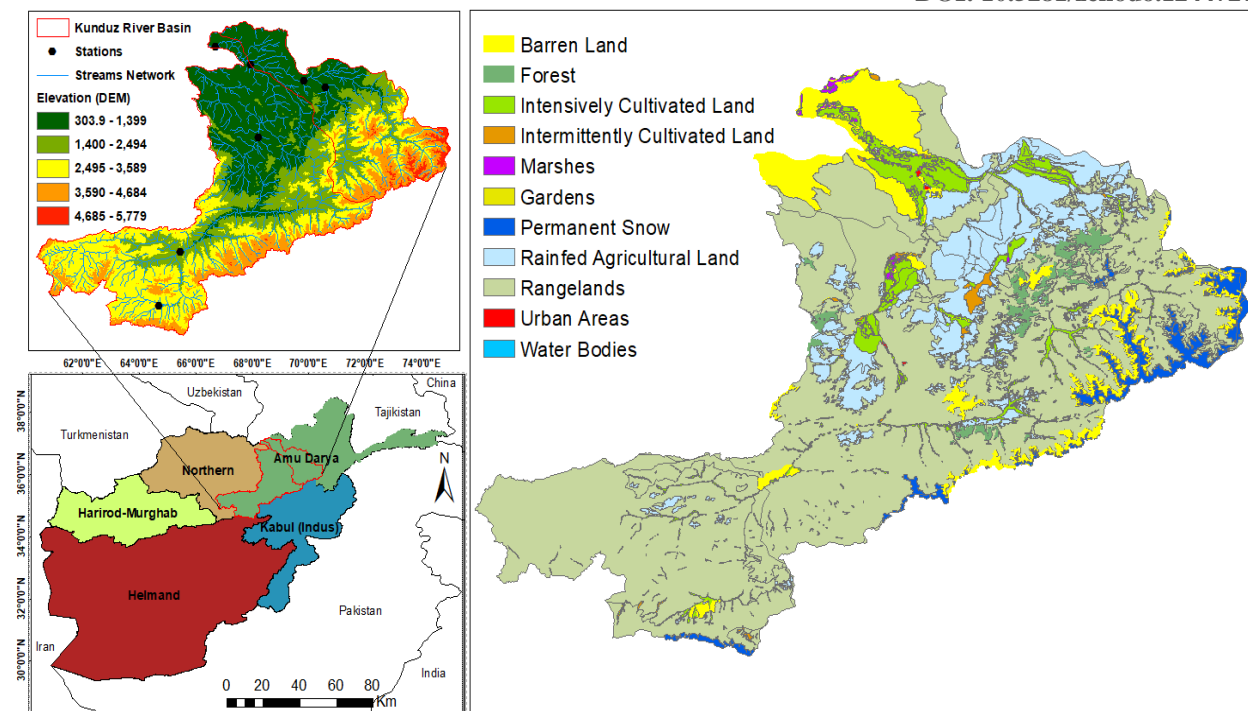 Kunduz River Basin
Stations
Streams Network
Elevation (DEM)
303.9 - 1,399
1,400 - 2,494
2,495 - 3,589
3,590 - 4,684
4,685 - 5,779
Barren Land
Forest
Intensively Cultivated Land
Intermittently Cultivated Land
Marshes
Gardens
Permanent Snow
Rainfed Agricultural Land
Rangelands
Urban Areas
Water Bodies
62°0'0"E 64°0'0"E 66°0'0"E 68°0'0"E 70°0'0"E 72°0'0"E 74°0'0"E
38°0'0"N
36°0'0"N
34°0'0"N
32°0'0"N
30°0'0"N
China
Uzbekistan
Tajikistan
Turkmenistan
Amu Darya
Northern
N
Harirod-Murghab
Kabul (Indus)
Helmand
Pakistan
Iran
India
0 20 40 60 80
Km